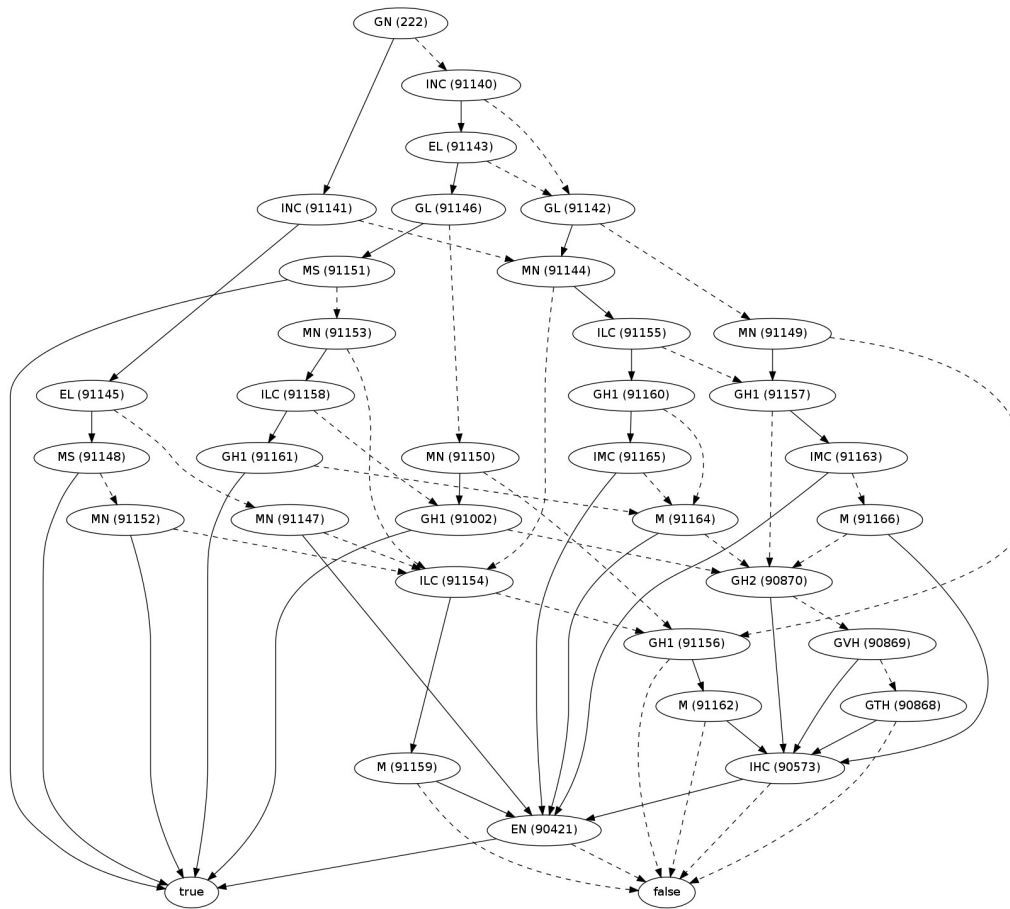 GN (222)
INC (91140)
EL (91143)
INC (91141)
GL (91146)
GL (91142)
MS (91151)
MN (91144)
MN (91153)
ILC (91155)
MN (91149)
EL (91145)
ILC (91158)
GH1 (91160)
GH1 (91157)
MS (91148)
GH1 (91161)
MN (91150)
IMC (91165)
IMC (91163)
MN (91152)
MN (91147)
GH1 (91002)
M (91164)
M (91166)
ILC (91154)
GH2 (90870)
GH1 (91156)
GVH (90869)
M (91162)
GTH (90868)
M (91159)
IHC (90573)
EN (90421)
true
false